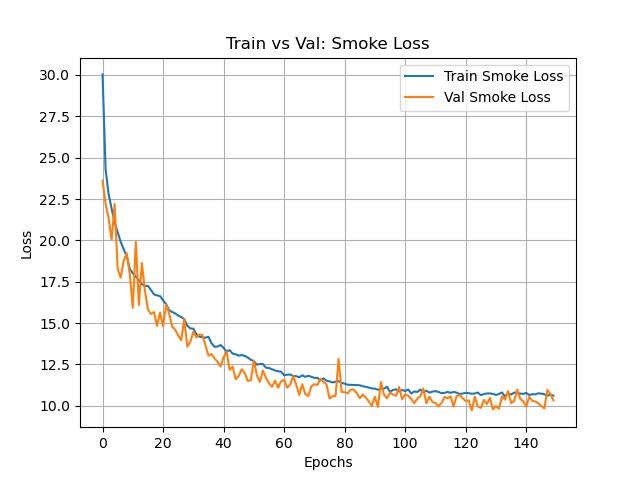 Train vs Val: Smoke Loss
Train Smoke Loss
Val Smoke Loss
30.0
27.5
25.0
22.5
20.0
17.5
15.0
12.5
10.0
Loss
0 20 40 60 80 100 120 140
Epochs